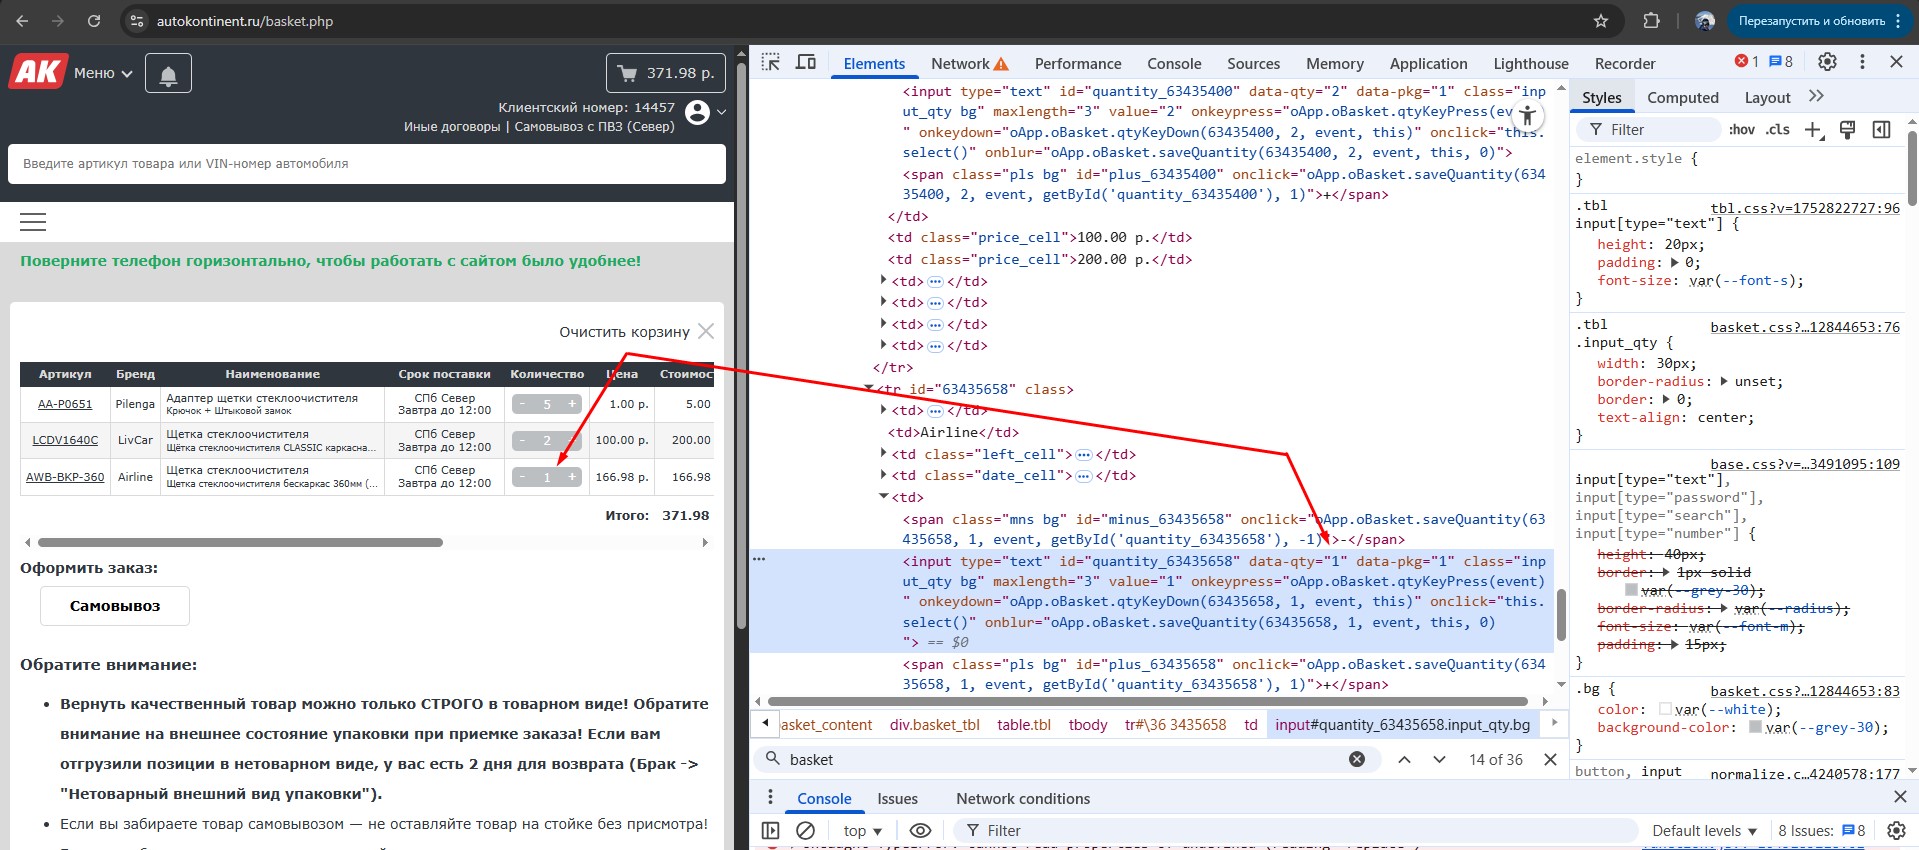 autokontinent.ru/basket.php
Перезапустить и обновить
АК Меню
371.98 р.
Клиентский номер: 14457
Иные договоры | Самовывоз с ПВЗ (Север)
Введите артикул товара или VIN-номер автомобиля
Поверните телефон горизонтально, чтобы работать с сайтом было удобнее!
Очистить корзину
Артикул Бренд Наименование Срок поставки Количество Цена Стоимос
AA-P0651 Pilenga Адаптер щетки стеклоочистителя Крючок + Штыковой замок СПб Север Завтра до 12:00 - 5 + 1.00 р. 5.00
LCDV1640C LivCar Щетка стеклоочистителя Щётка стеклоочистителя CLASSIC каркасна... СПб Север Завтра до 12:00 - 2 + 100.00 р. 200.00
AWB-BKP-360 Airline Щетка стеклоочистителя Щетка стеклоочистителя бескаркас 360мм (... СПб Север Завтра до 12:00 - 1 + 166.98 р. 166.98
Итого: 371.98
Оформить заказ:
Самовывоз
Обратите внимание:
• Вернуть качественный товар можно только СТРОГО в товарном виде! Обратите
внимание на внешнее состояние упаковки при приемке заказа! Если вам
отгрузили позиции в нетоварном виде, у вас есть 2 дня для возврата (Брак ->
"Нетоварный внешний вид упаковки").
• Если вы забираете товар самовывозом — не оставляйте товар на стойке без присмотра!
Elements Network Performance Console Sources Memory Application Lighthouse Recorder 1 8
<input type="text" id="quantity_63435400" data-qty="2" data-pkg="1" class="inp
ut_qty bg" maxlength="3" value="2" onkeypress="oApp.oBasket.qtyKeyPress(ev
" onkeydown="oApp.oBasket.qtyKeyDown(63435400, 2, event, this)" onclick="this.
select()" onblur="oApp.oBasket.saveQuantity(63435400, 2, event, this, 0)">
<span class="pls bg" id="plus_63435400" onclick="oApp.oBasket.saveQuantity(634
35400, 2, event, getById('quantity_63435400'), 1)">+</span>
</td>
<td class="price_cell">100.00 р.</td>
<td class="price_cell">200.00 р.</td>
<td>…</td>
<td>…</td>
<td>…</td>
<td>…</td>
</tr>
<tr id="63435658" class>
<td>…</td>
<td>Airline</td>
<td class="left_cell">…</td>
<td class="date_cell">…</td>
<td>
<span class="mns bg" id="minus_63435658" onclick="oApp.oBasket.saveQuantity(63
435658, 1, event, getById('quantity_63435658'), -1)">-</span>
<input type="text" id="quantity_63435658" data-qty="1" data-pkg="1" class="inp
ut_qty bg" maxlength="3" value="1" onkeypress="oApp.oBasket.qtyKeyPress(event)
" onkeydown="oApp.oBasket.qtyKeyDown(63435658, 1, event, this)" onclick="this.
select()" onblur="oApp.oBasket.saveQuantity(63435658, 1, event, this, 0)
"> == $0
<span class="pls bg" id="plus_63435658" onclick="oApp.oBasket.saveQuantity(634
35658, 1, event, getById('quantity_63435658'), 1)">+</span>
asket_content div.basket_tbl table.tbl tbody tr#\36 3435658 td input#quantity_63435658.input_qty.bg
basket 14 of 36
Styles Computed Layout
Filter :hov .cls
element.style {
}
.tbl tbl.css?v=1752822727:96
input[type="text"] {
height: 20px;
padding: 0;
font-size: var(--font-s);
}
.tbl basket.css?…12844653:76
.input_qty {
width: 30px;
border-radius: unset;
border: 0;
text-align: center;
}
base.css?v=…3491095:109
input[type="text"],
input[type="password"],
input[type="search"],
input[type="number"] {
height: 40px;
border: 1px solid
var(--grey-30);
border-radius: var(--radius);
font-size: var(--font-m);
padding: 15px;
}
.bg { basket.css?…12844653:83
color: var(--white);
background-color: var(--grey-30);
}
button, input normalize.c…4240578:177
Console Issues Network conditions
top Filter Default levels 8 Issues: 8